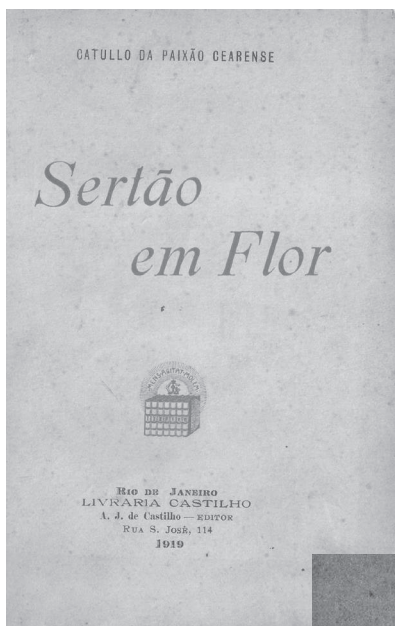 CATULLO DA PAIXÃO CEARENSE
Sertão
em Flor
RIO DE JANEIRO
LIVRARIA CASTILHO
A. J. de Castilho — EDITOR
RUA S. JOSÉ, 114
1919